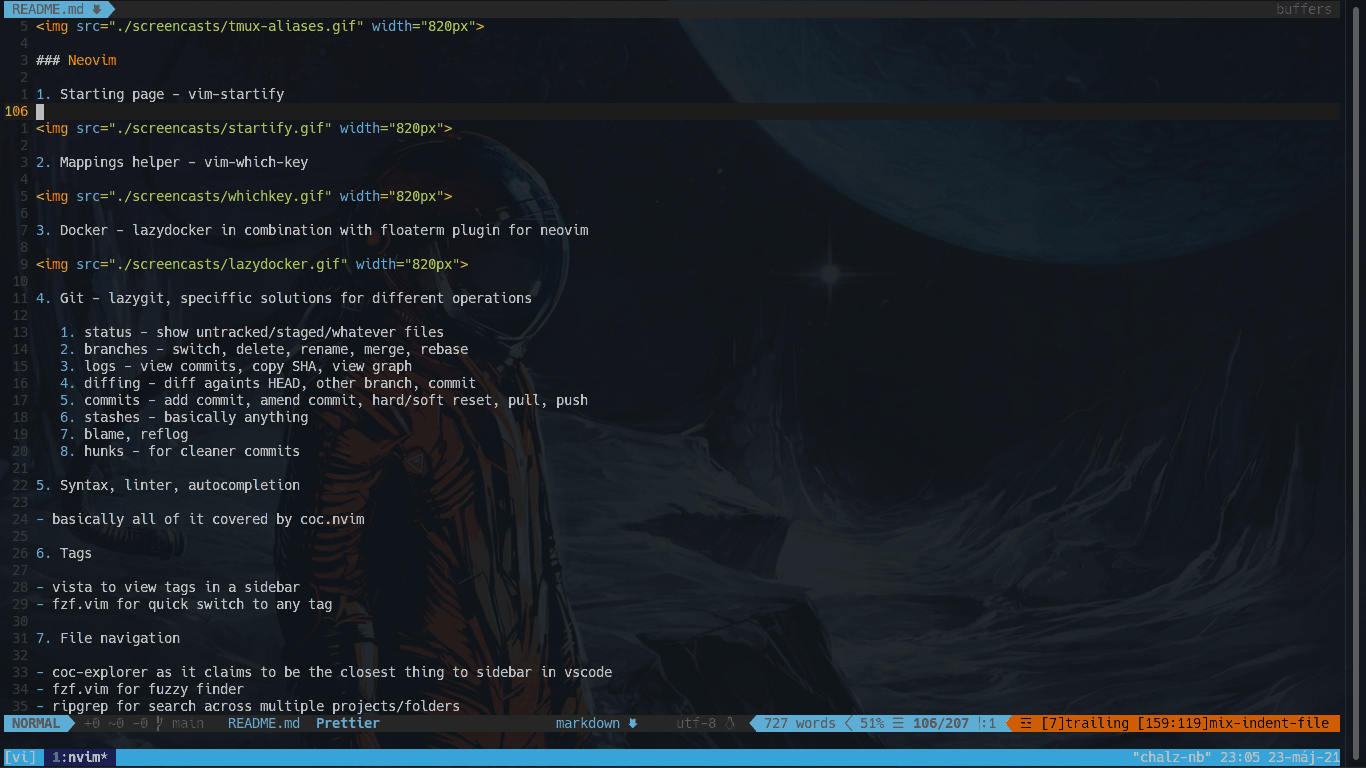 README.md buffers
5 <img src="./screencasts/tmux-aliases.gif" width="820px">
4
3 ### Neovim
2
1 1. Starting page - vim-startify
106
1 <img src="./screencasts/startify.gif" width="820px">
2
3 2. Mappings helper - vim-which-key
4
5 <img src="./screencasts/whichkey.gif" width="820px">
6
7 3. Docker - lazydocker in combination with floaterm plugin for neovim
8
9 <img src="./screencasts/lazydocker.gif" width="820px">
10
11 4. Git - lazygit, speciffic solutions for different operations
12
13 1. status - show untracked/staged/whatever files
14 2. branches - switch, delete, rename, merge, rebase
15 3. logs - view commits, copy SHA, view graph
16 4. diffing - diff againts HEAD, other branch, commit
17 5. commits - add commit, amend commit, hard/soft reset, pull, push
18 6. stashes - basically anything
19 7. blame, reflog
20 8. hunks - for cleaner commits
21
22 5. Syntax, linter, autocompletion
23
24 - basically all of it covered by coc.nvim
25
26 6. Tags
27
28 - vista to view tags in a sidebar
29 - fzf.vim for quick switch to any tag
30
31 7. File navigation
32
33 - coc-explorer as it claims to be the closest thing to sidebar in vscode
34 - fzf.vim for fuzzy finder
35 - ripgrep for search across multiple projects/folders
NORMAL +0 ~0 -0 main README.md Prettier markdown utf-8 727 words 51% ☰ 106/207 :1 [7]trailing [159:119]mix-indent-file
[vi] 1:nvim* "chalz-nb" 23:05 23-máj-21